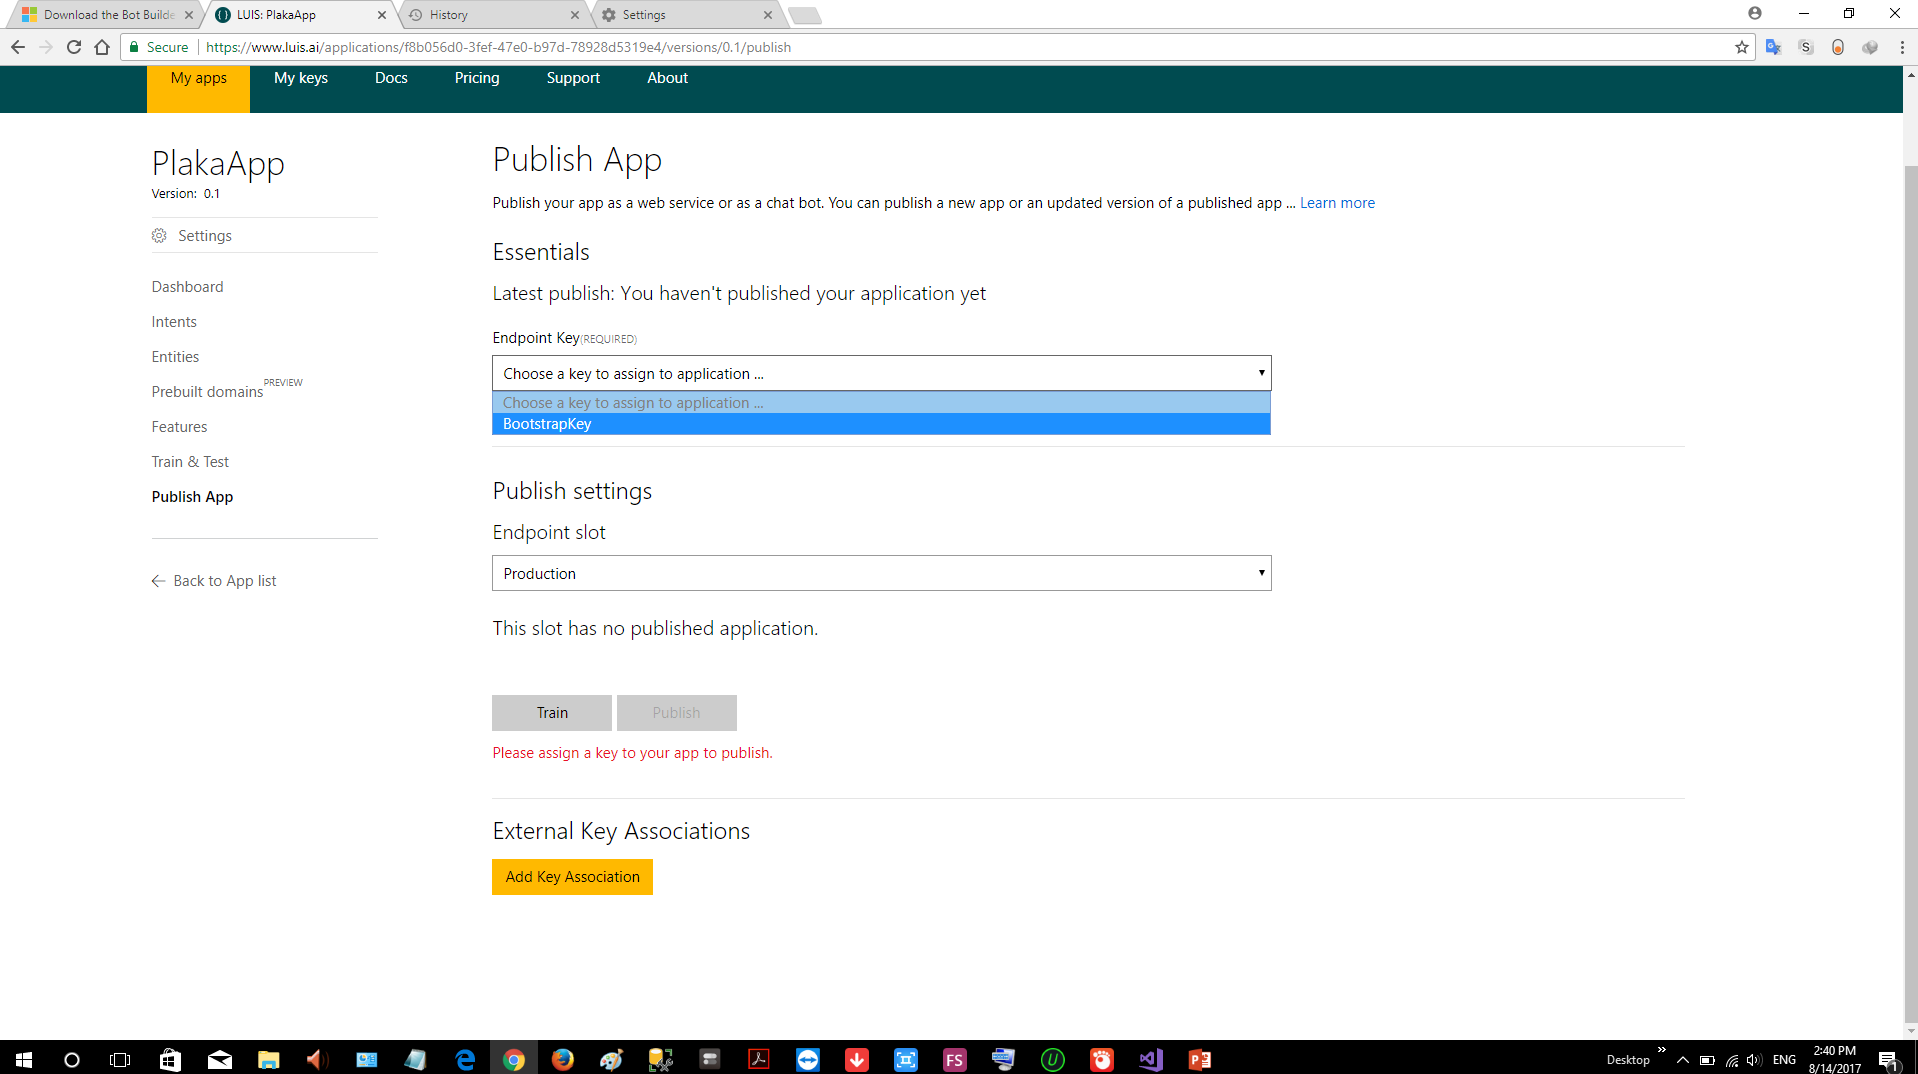 Download the Bot Builde
LUIS: PlakaApp
History
Settings
Secure
https://www.luis.ai/applications/f8b056d0-3fef-47e0-b97d-78928d5319e4/versions/0.1/publish
My apps
My keys
Docs
Pricing
Support
About
PlakaApp
Version: 0.1
Settings
Dashboard
Intents
Entities
Prebuilt domains PREVIEW
Features
Train & Test
Publish App
Back to App list
Publish App
Publish your app as a web service or as a chat bot. You can publish a new app or an updated version of a published app ... Learn more
Essentials
Latest publish: You haven't published your application yet
Endpoint Key(REQUIRED)
Choose a key to assign to application ...
Choose a key to assign to application ...
BootstrapKey
Publish settings
Endpoint slot
Production
This slot has no published application.
Train
Publish
Please assign a key to your app to publish.
External Key Associations
Add Key Association
FS
Desktop
ENG
2:40 PM
8/14/2017
1